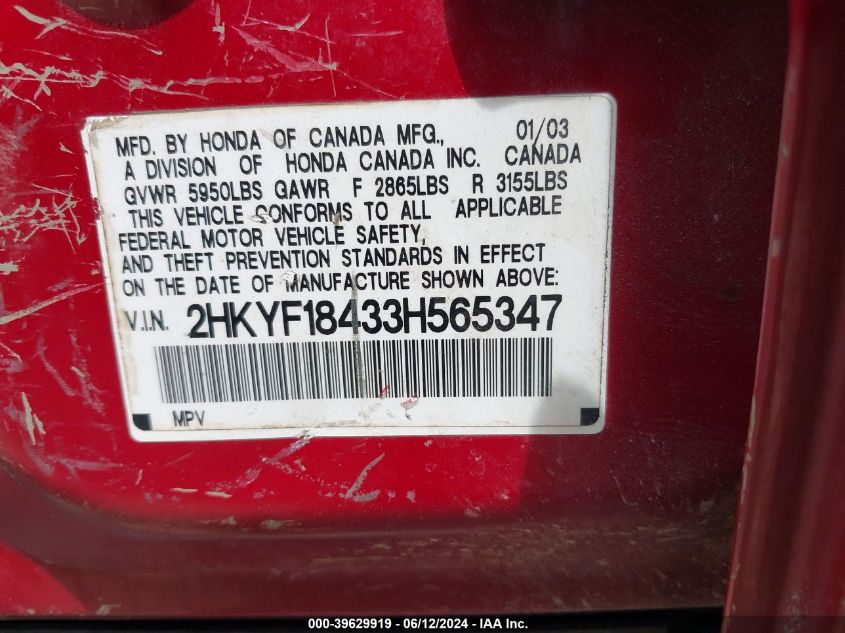 MFD. BY HONDA OF CANADA MFG., 01/03
A DIVISION OF HONDA CANADA INC. CANADA
GVWR 5950LBS GAWR F 2865LBS R 3155LBS
THIS VEHICLE CONFORMS TO ALL APPLICABLE
FEDERAL MOTOR VEHICLE SAFETY,
AND THEFT PREVENTION STANDARDS IN EFFECT
ON THE DATE OF MANUFACTURE SHOWN ABOVE:
V.I.N. 2HKYF18433H565347
MPV
000-39629919 - 06/12/2024 - IAA Inc.